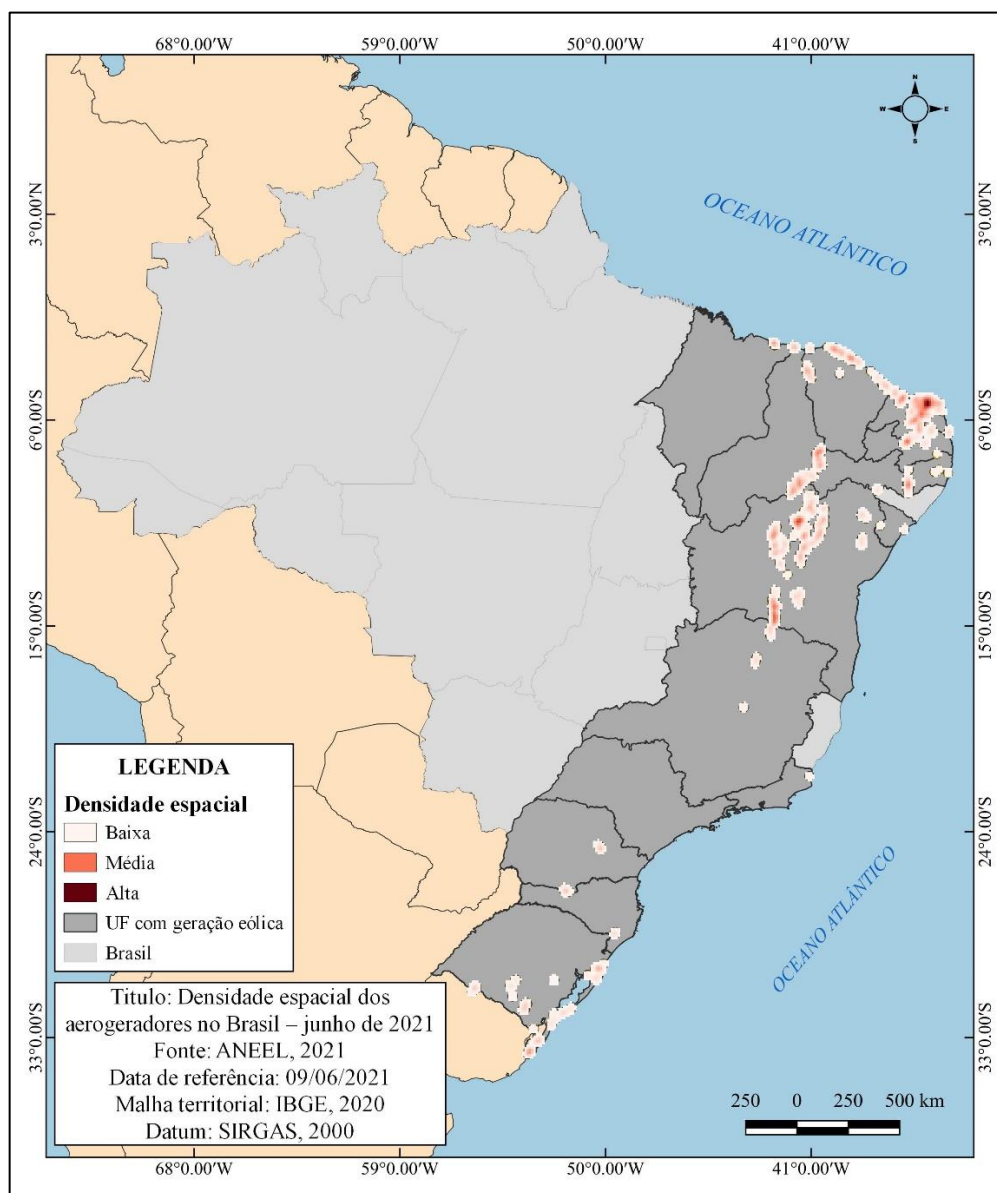 68°0.00'W 59°0.00'W 50°0.00'W 41°0.00'W
N
W E
S
3°0.00'N 3°0.00'N
OCEANO ATLÂNTICO
6°0.00'S 6°0.00'S
15°0.00'S 15°0.00'S
LEGENDA
Densidade espacial
Baixa
Média
Alta
UF com geração eólica
Brasil
24°0.00'S 24°0.00'S
OCEANO ATLÂNTICO
33°0.00'S 33°0.00'S
Titulo: Densidade espacial dos
aerogeradores no Brasil – junho de 2021
Fonte: ANEEL, 2021
Data de referência: 09/06/2021
Malha territorial: IBGE, 2020
Datum: SIRGAS, 2000
250 0 250 500 km
68°0.00'W 59°0.00'W 50°0.00'W 41°0.00'W